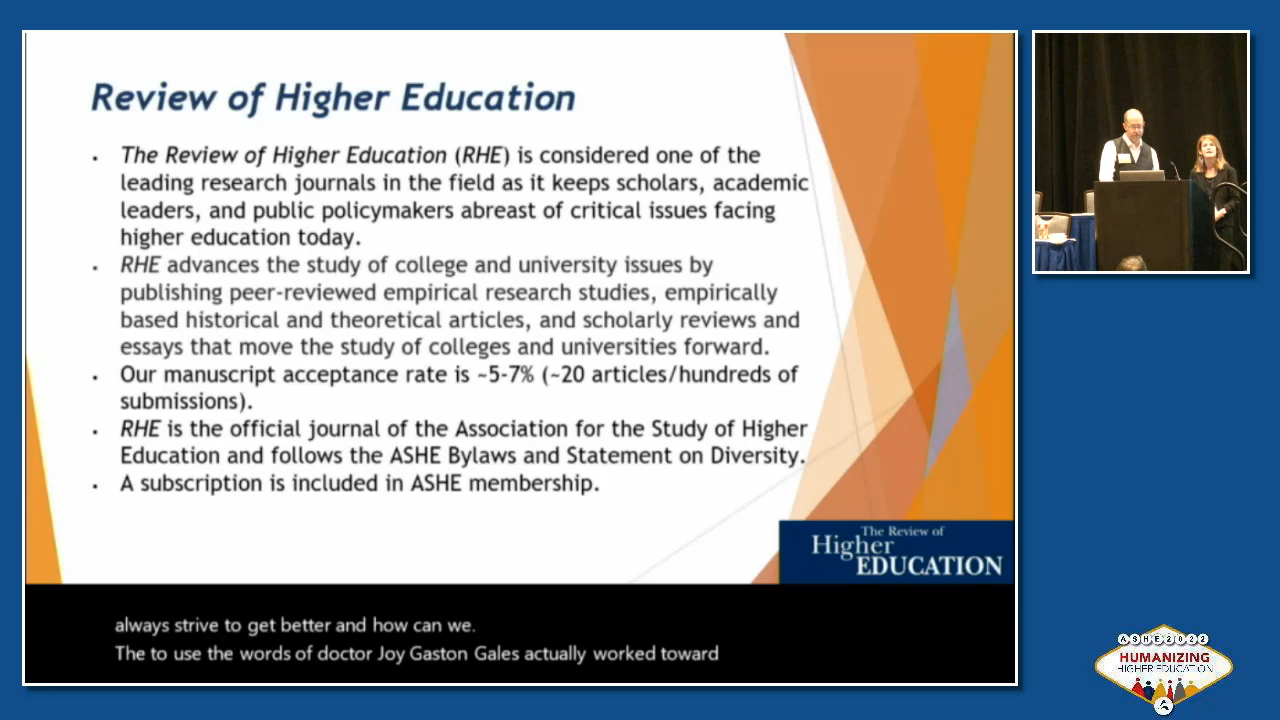 Review of Higher Education
• The Review of Higher Education (RHE) is considered one of the
leading research journals in the field as it keeps scholars, academic
leaders, and public policymakers abreast of critical issues facing
higher education today.
• RHE advances the study of college and university issues by
publishing peer-reviewed empirical research studies, empirically
based historical and theoretical articles, and scholarly reviews and
essays that move the study of colleges and universities forward.
• Our manuscript acceptance rate is ~5-7% (~20 articles/hundreds of
submissions).
• RHE is the official journal of the Association for the Study of Higher
Education and follows the ASHE Bylaws and Statement on Diversity.
• A subscription is included in ASHE membership.
The Review of
Higher
EDUCATION
always strive to get better and how can we.
The to use the words of doctor Joy Gaston Gales actually worked toward
ASHE2022
HUMANIZING
HIGHER EDUCATION
A